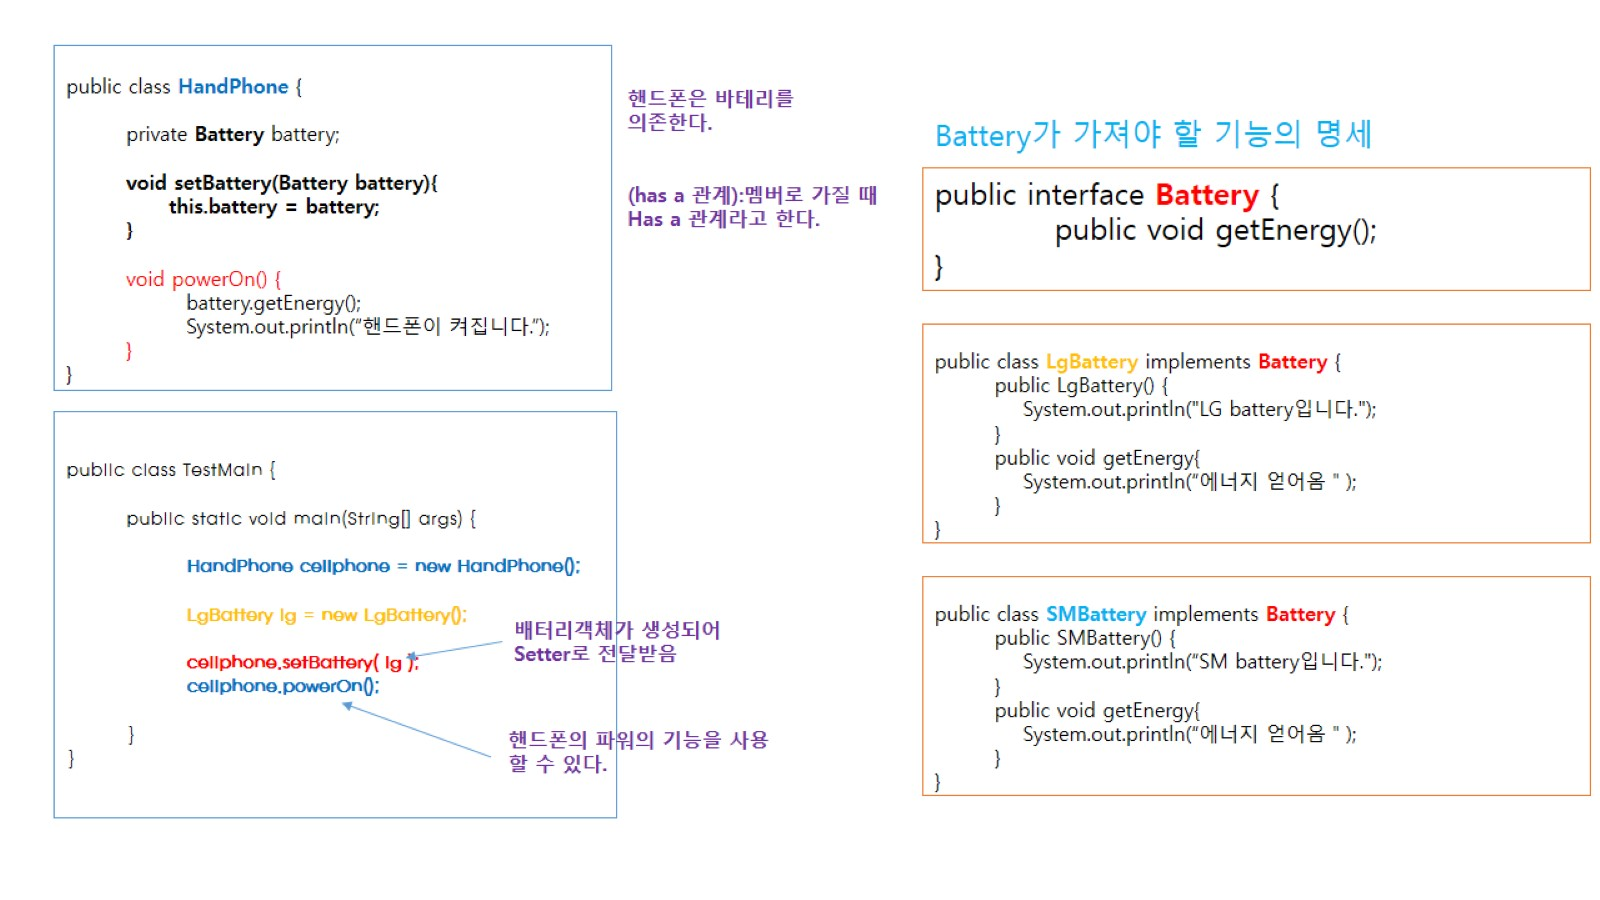 public class HandPhone {
private Battery battery;
void setBattery(Battery battery){
this.battery = battery;
}
void powerOn() {
battery.getEnergy();
System.out.println(“핸드폰이 켜집니다.”);
}
}
핸드폰은 바테리를
의존한다.
(has a 관계):멤버로 가질 때
Has a 관계라고 한다.
public class TestMain {
public static void main(String[] args) {
HandPhone cellphone = new HandPhone();
LgBattery lg = new LgBattery();
cellphone.setBattery( lg );
cellphone.powerOn();
}
}
배터리객체가 생성되어
Setter로 전달받음
핸드폰의 파워의 기능을 사용
할 수 있다.
Battery가 가져야 할 기능의 명세
public interface Battery {
public void getEnergy();
}
public class LgBattery implements Battery {
public LgBattery() {
System.out.println("LG battery입니다.");
}
public void getEnergy{
System.out.println(“에너지 얻어옴 " );
}
}
public class SMBattery implements Battery {
public SMBattery() {
System.out.println(“SM battery입니다.");
}
public void getEnergy{
System.out.println(“에너지 얻어옴 " );
}
}